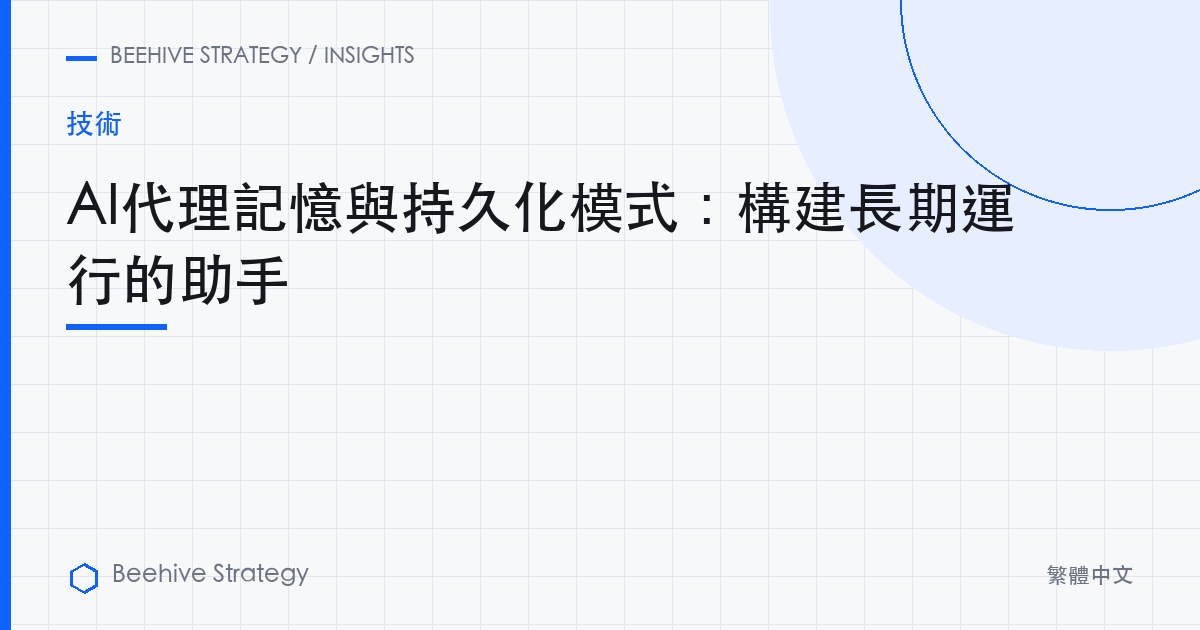 BEEHIVE STRATEGY / INSIGHTS
技術
AI代理記憶與持久化模式：構建長期運
行的助手
Beehive Strategy
繁體中文